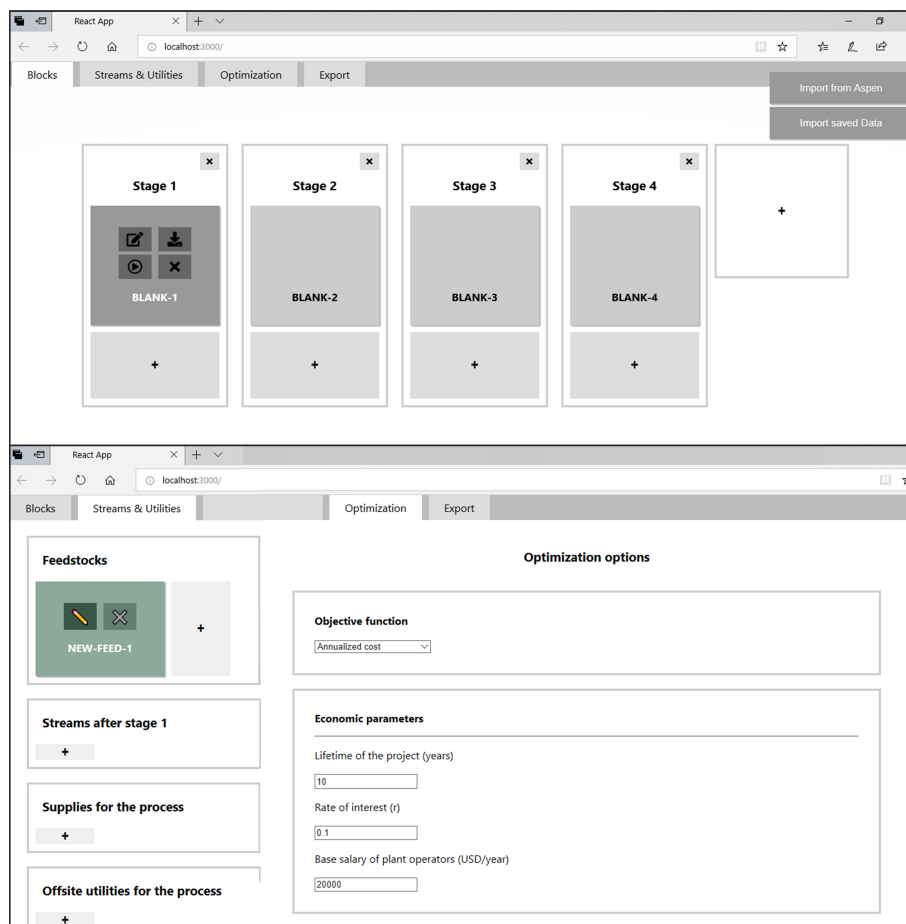 React App
localhost:3000/
Blocks Streams & Utilities Optimization Export
Import from Aspen
Import saved Data
Stage 1 Stage 2 Stage 3 Stage 4
+
BLANK-1 BLANK-2 BLANK-3 BLANK-4
+ + + +
React App
localhost:3000/
Blocks Streams & Utilities Optimization Export
Feedstocks
NEW-FEED-1
+
Streams after stage 1
+
Supplies for the process
+
Offsite utilities for the process
+
Optimization options
Objective function
Annualized cost
Economic parameters
Lifetime of the project (years)
10
Rate of interest (r)
0.1
Base salary of plant operators (USD/year)
20000